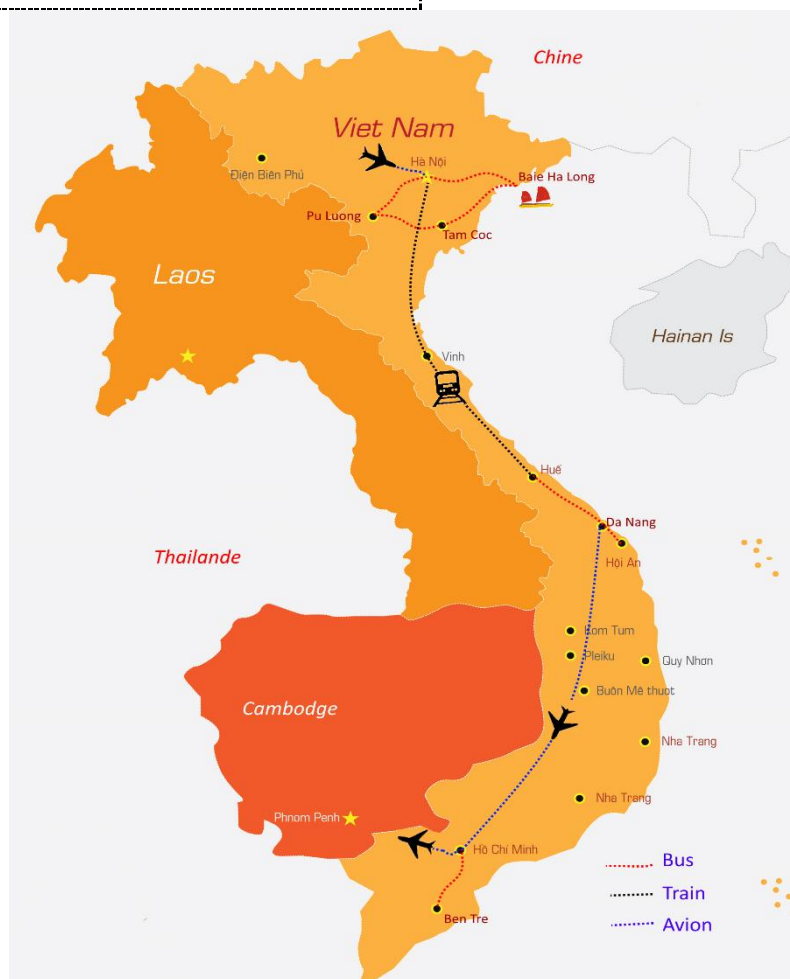 Chine
Viet Nam
Hà Nội
Điện Biên Phủ
Baie Ha Long
Pu Luong
Tam Coc
Laos
Hainan Is
Vinh
Huế
Da Nang
Hội An
Thailande
Kom Tum
Pleiku
Quy Nhơn
Buôn Mê thuot
Cambodge
Nha Trang
Nha Trang
Phnom Penh
Hồ Chí Minh
Bus
Train
Ben Tre
Avion